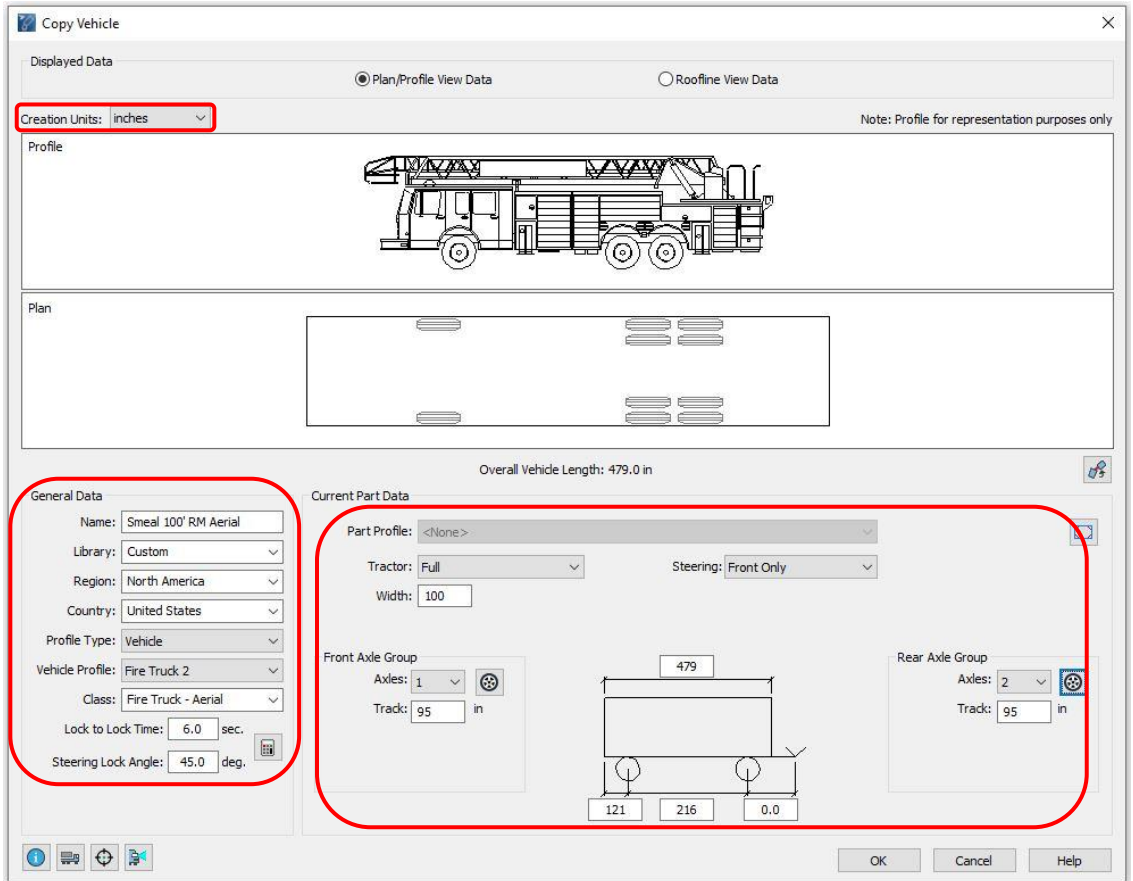 Copy Vehicle
Displayed Data
Plan/Profile View Data Roofline View Data
Creation Units: inches Note: Profile for representation purposes only
Profile
Plan
Overall Vehicle Length: 479.0 in
General Data
Name: Smeal 100' RM Aerial
Library: Custom
Region: North America
Country: United States
Profile Type: Vehicle
Vehicle Profile: Fire Truck 2
Class: Fire Truck - Aerial
Lock to Lock Time: 6.0 sec.
Steering Lock Angle: 45.0 deg.
Current Part Data
Part Profile: <None>
Tractor: Full Steering: Front Only
Width: 100
Front Axle Group
Axles: 1
Track: 95 in
479
121 216 0.0
Rear Axle Group
Axles: 2
Track: 95 in
OK Cancel Help